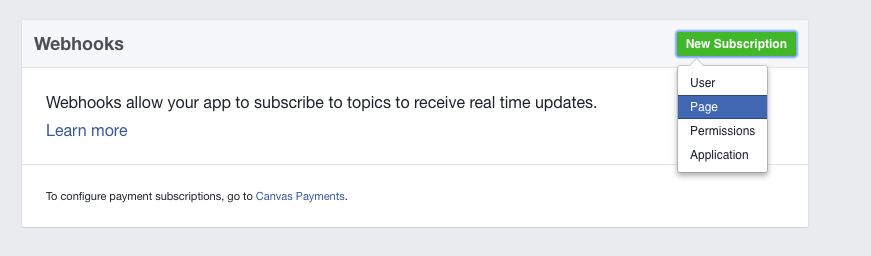 Webhooks
New Subscription
User
Page
Permissions
Application
Webhooks allow your app to subscribe to topics to receive real time updates.
Learn more
To configure payment subscriptions, go to Canvas Payments.